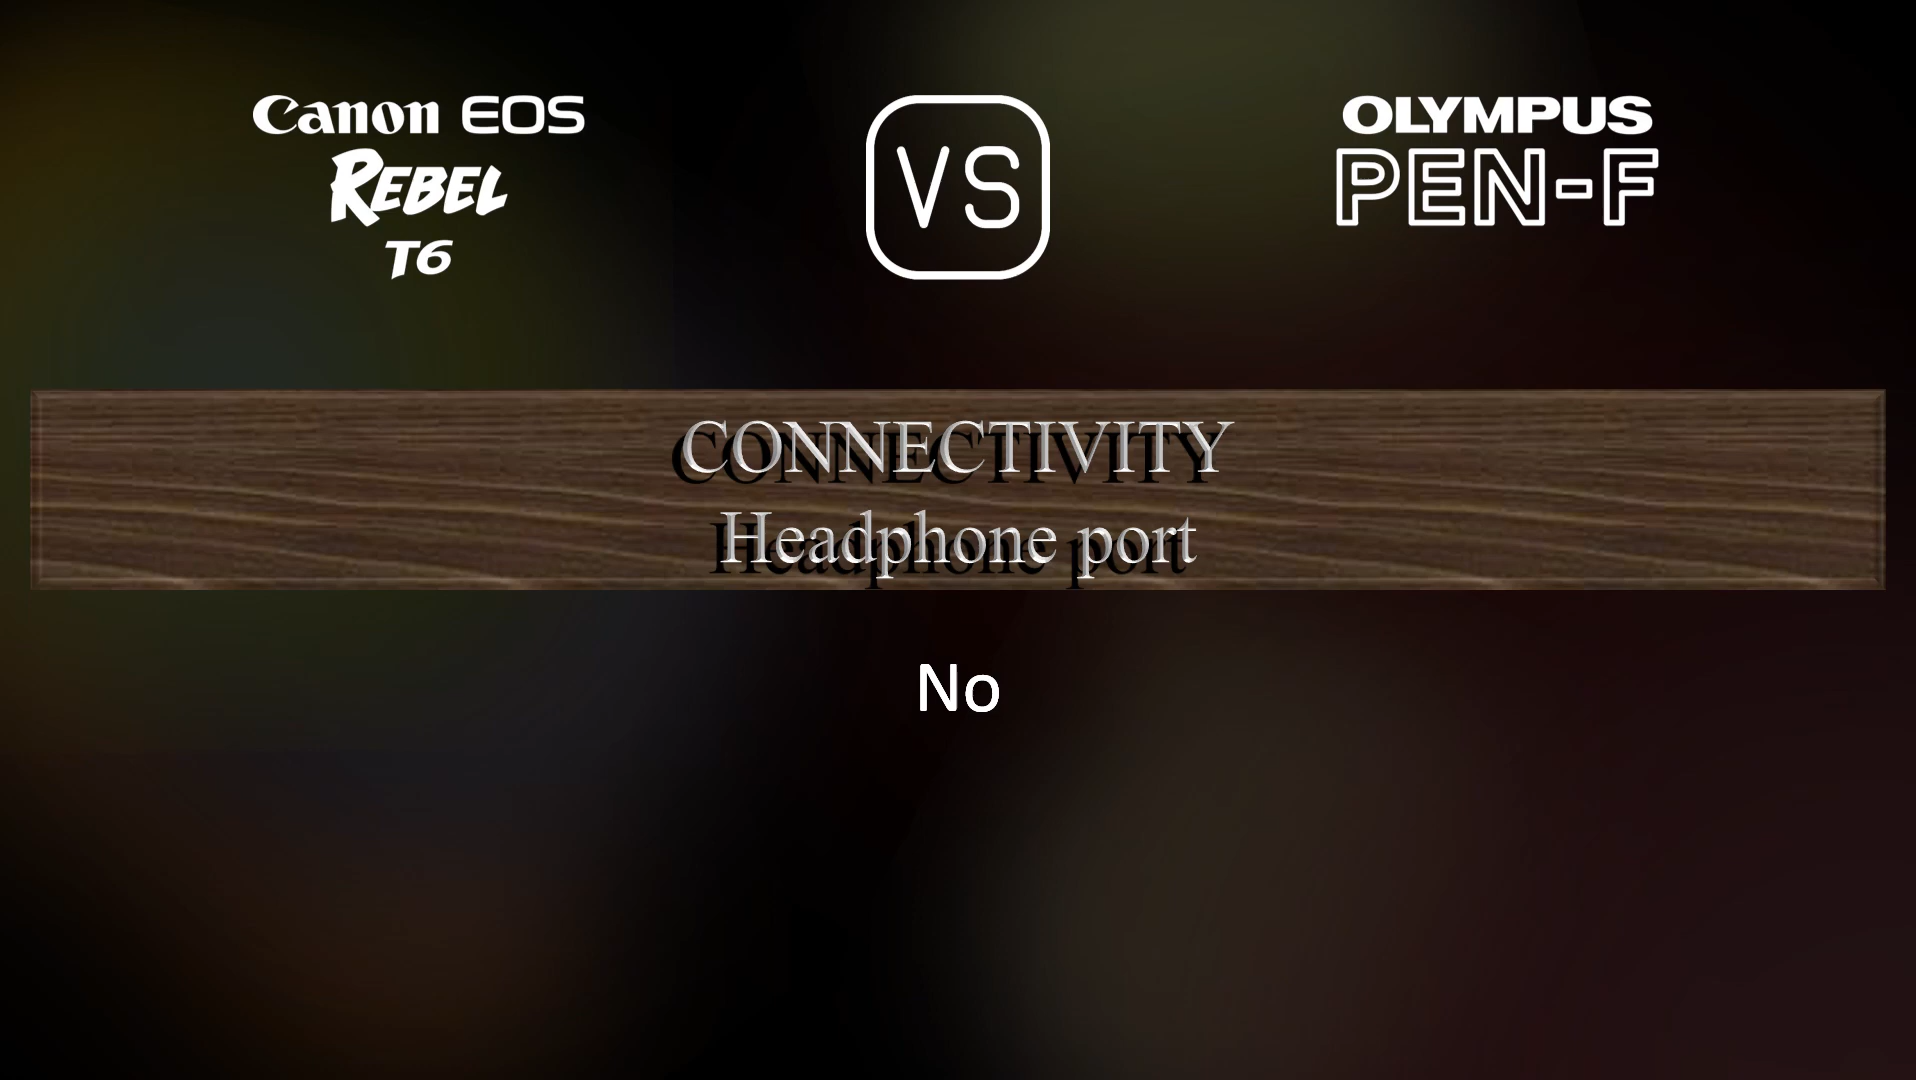 Canon EOS
REBEL
T6
VS
OLYMPUS
PEN-F
CONNECTIVITY
Headphone port
No